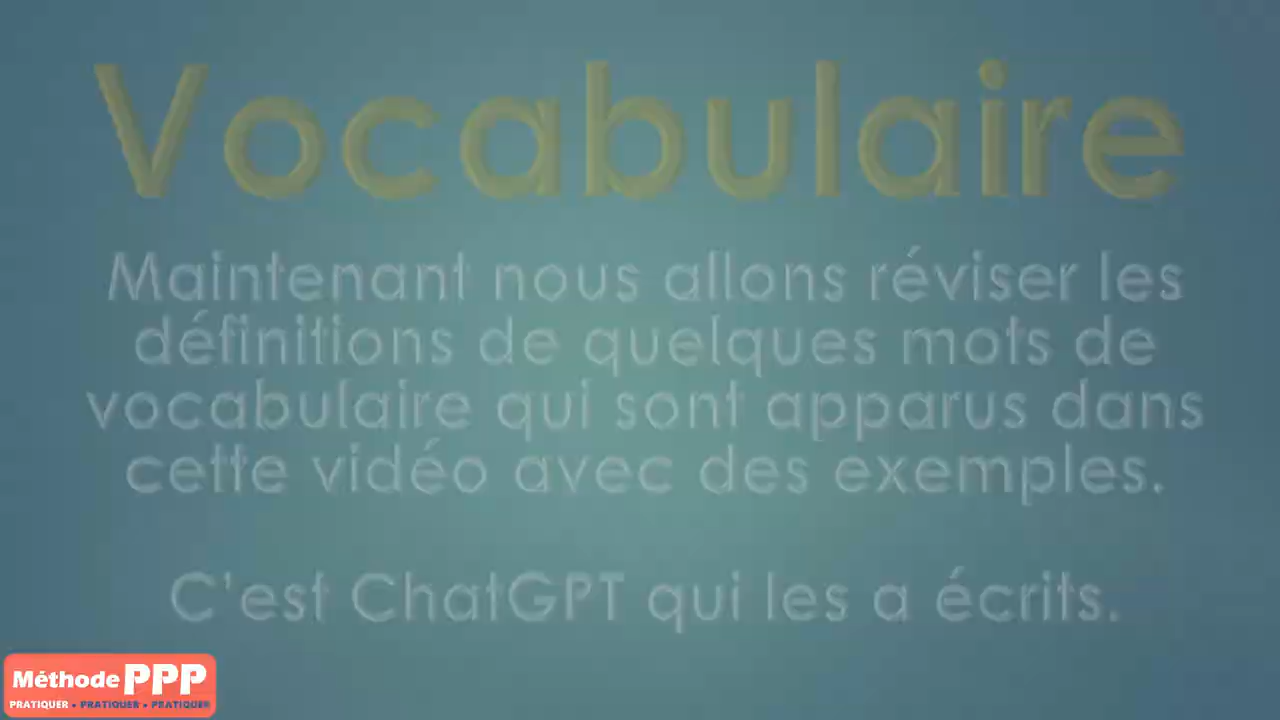 Vocabulaire
Maintenant nous allons réviser les
définitions de quelques mots de
vocabulaire qui sont apparus dans
cette vidéo avec des exemples.
C'est ChatGPT qui les a écrits.
Méthode PPP
PRATIQUER • PRATIQUER • PRATIQUER